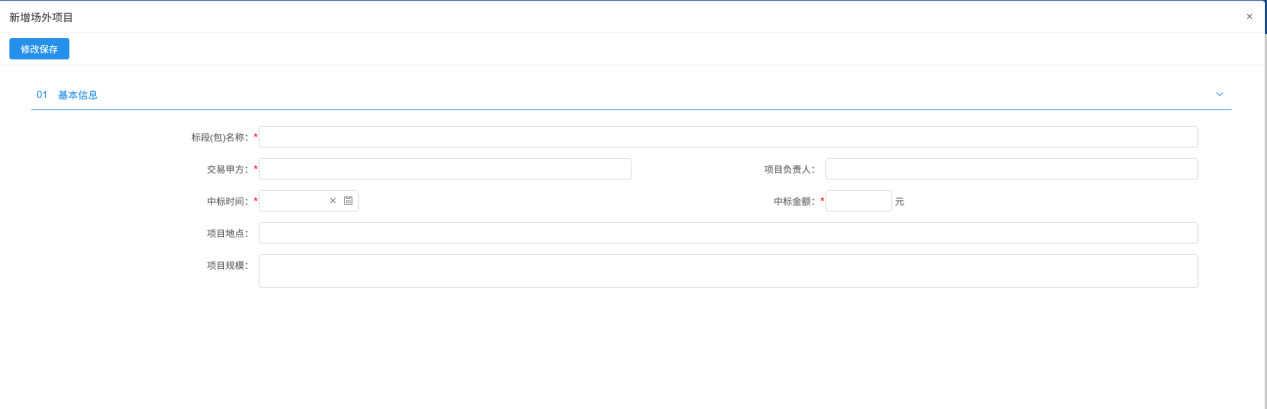 新增场外项目 ×
修改保存
01 基本信息
标段(包)名称：*
交易甲方：* 项目负责人：
中标时间：* × 中标金额：* 元
项目地点：
项目规模：